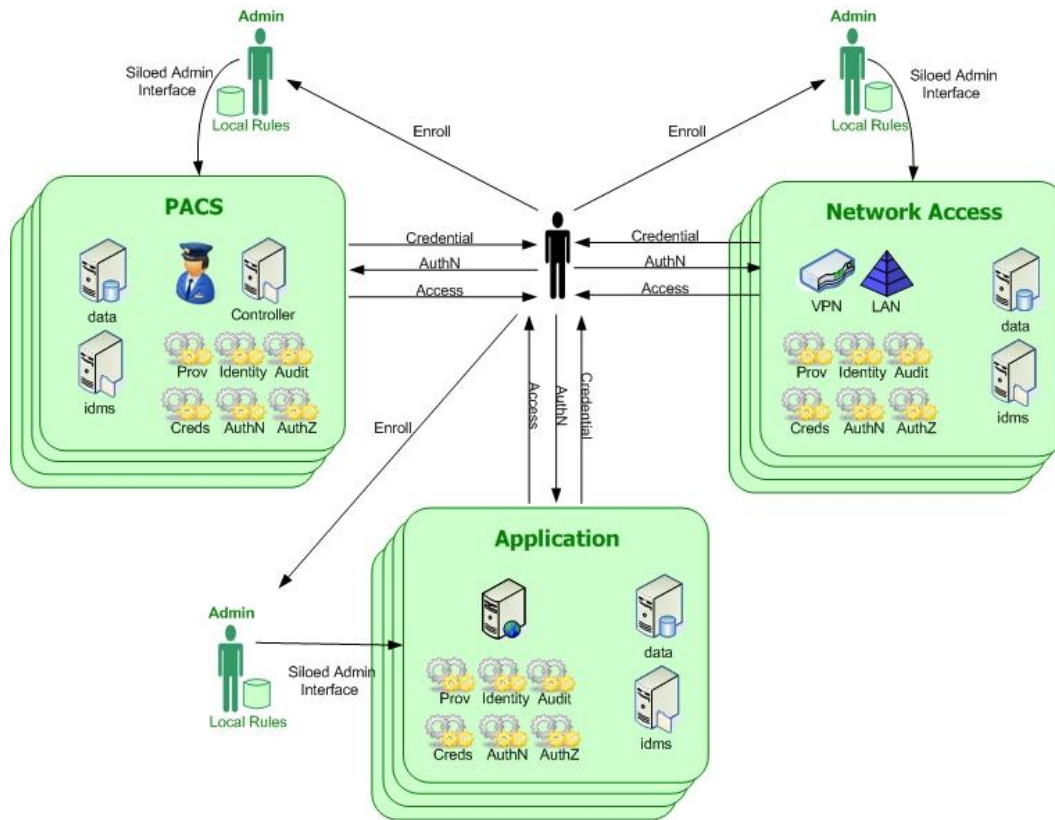 Admin
Siloed Admin
Interface
Local Rules
Enroll
Admin
Siloed Admin
Interface
Local Rules
Enroll
PACS
data
Controller
idms
Prov Identity Audit
Creds AuthN AuthZ
Credential
AuthN
Access
Credential
AuthN
Access
Network Access
VPN LAN
data
Prov Identity Audit
idms
Creds AuthN AuthZ
Enroll
Access
AuthN
Credential
Admin
Siloed Admin
Interface
Local Rules
Application
data
Prov Identity Audit
idms
Creds AuthN AuthZ